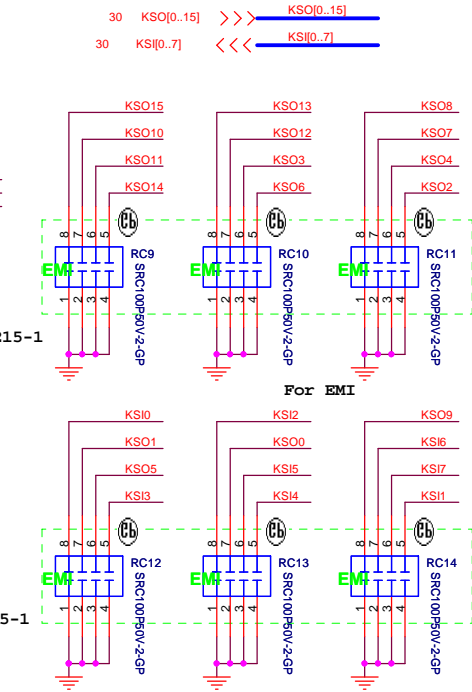 30 KSO[0..15] KSO[0..15]
30 KSI[0..7] KSI[0..7]
KSO15 KSO13 KSO8
KSO10 KSO12 KSO7
KSO11 KSO3 KSO4
KSO14 KSO6 KSO2
8 7 6 5 8 7 6 5 8 7 6 5
EMI RC9 EMI RC10 EMI RC11
SRC100P50V-2-GP SRC100P50V-2-GP SRC100P50V-2-GP
1 2 3 4 1 2 3 4 1 2 3 4
15-1
For EMI
KSI0 KSI2 KSO9
KSO1 KSO0 KSI6
KSO5 KSI5 KSI7
KSI3 KSI4 KSI1
8 7 6 5 8 7 6 5 8 7 6 5
EMI RC12 EMI RC13 EMI RC14
SRC100P50V-2-GP SRC100P50V-2-GP SRC100P50V-2-GP
1 2 3 4 1 2 3 4 1 2 3 4
5-1